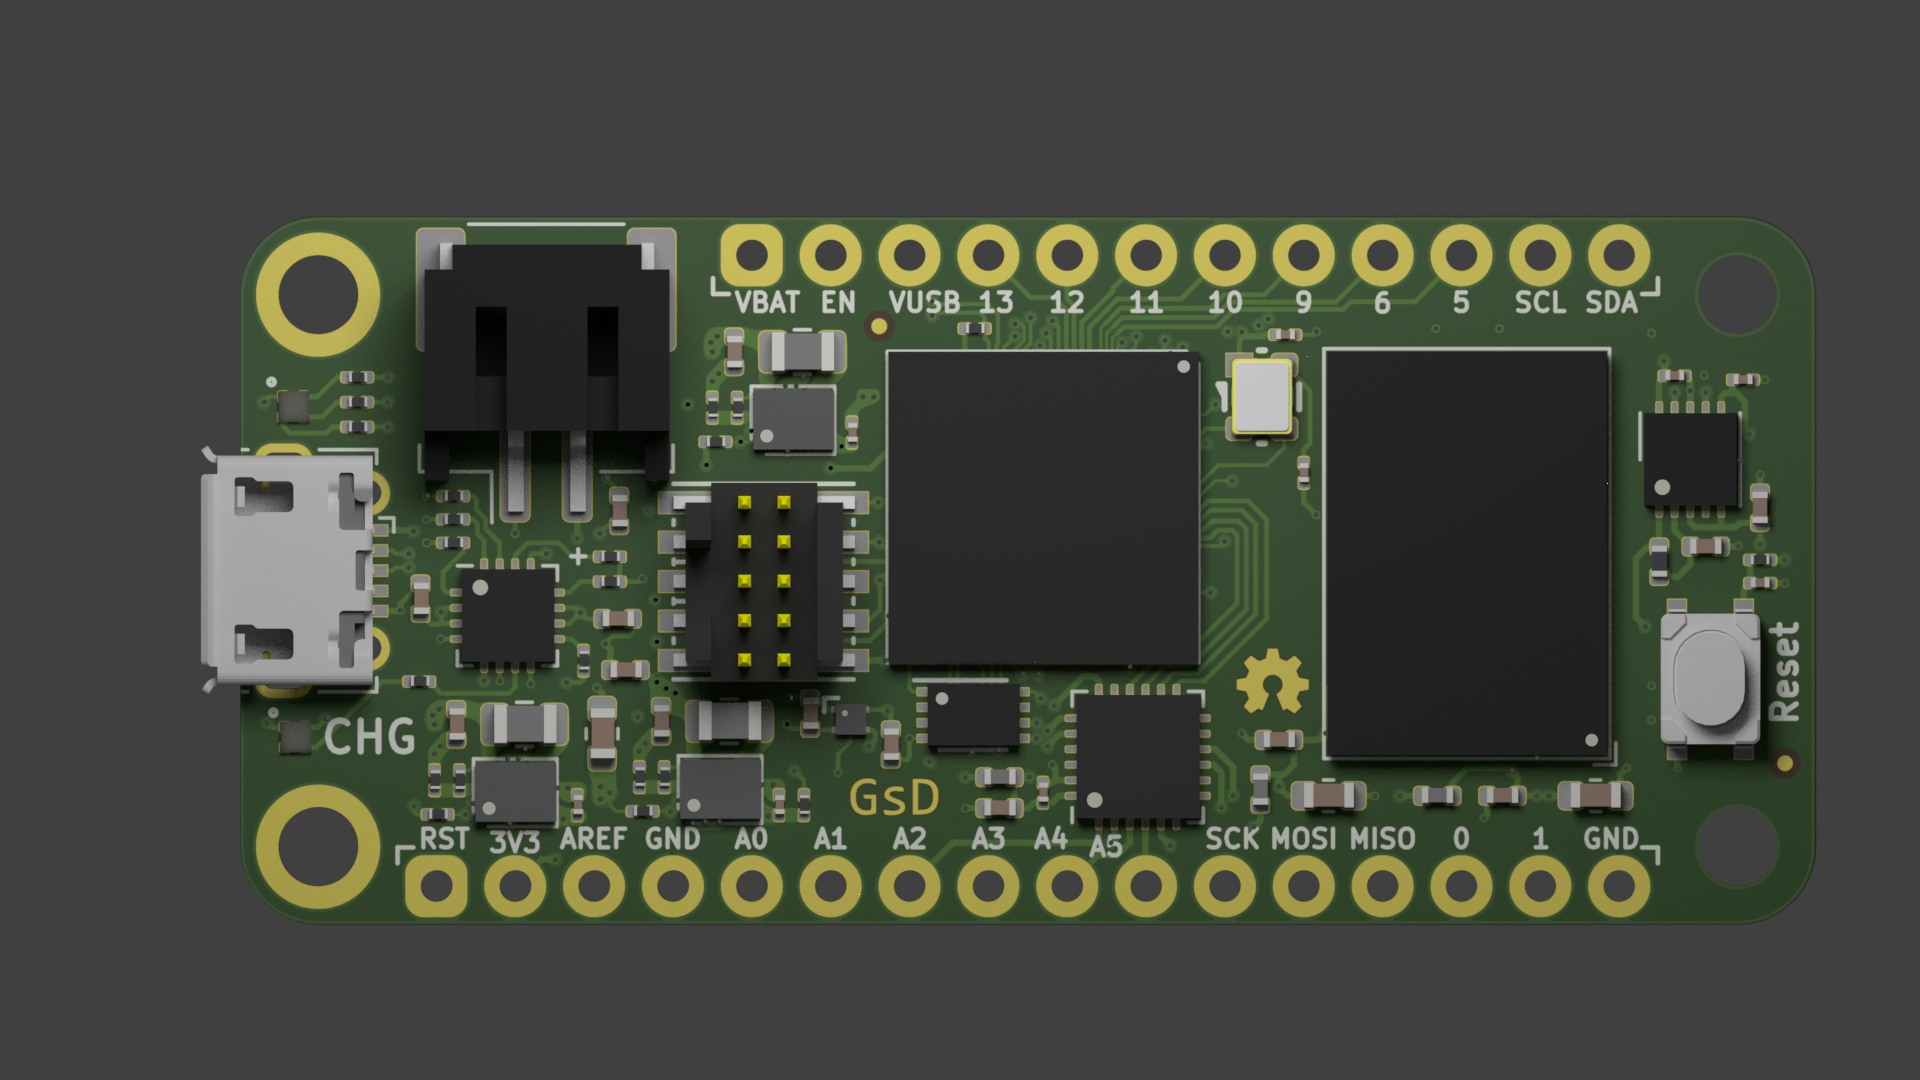 VBAT EN VUSB 13 12 11 10 9 6 5 SCL SDA
+
Reset
CHG
GsD
RST 3V3 AREF GND A0 A1 A2 A3 A4 A5 SCK MOSI MISO 0 1 GND